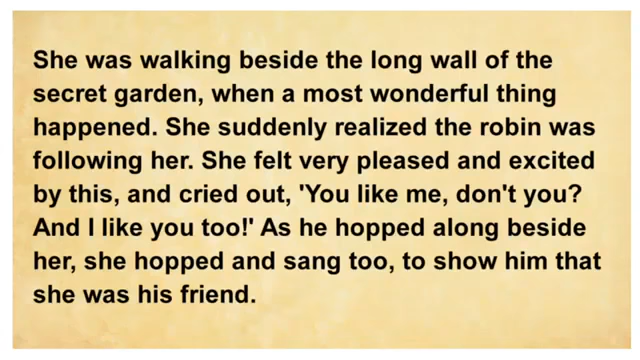 She was walking beside the long wall of the
secret garden, when a most wonderful thing
happened. She suddenly realized the robin was
following her. She felt very pleased and excited
by this, and cried out, 'You like me, don't you?
And I like you too!' As he hopped along beside
her, she hopped and sang too, to show him that
she was his friend.